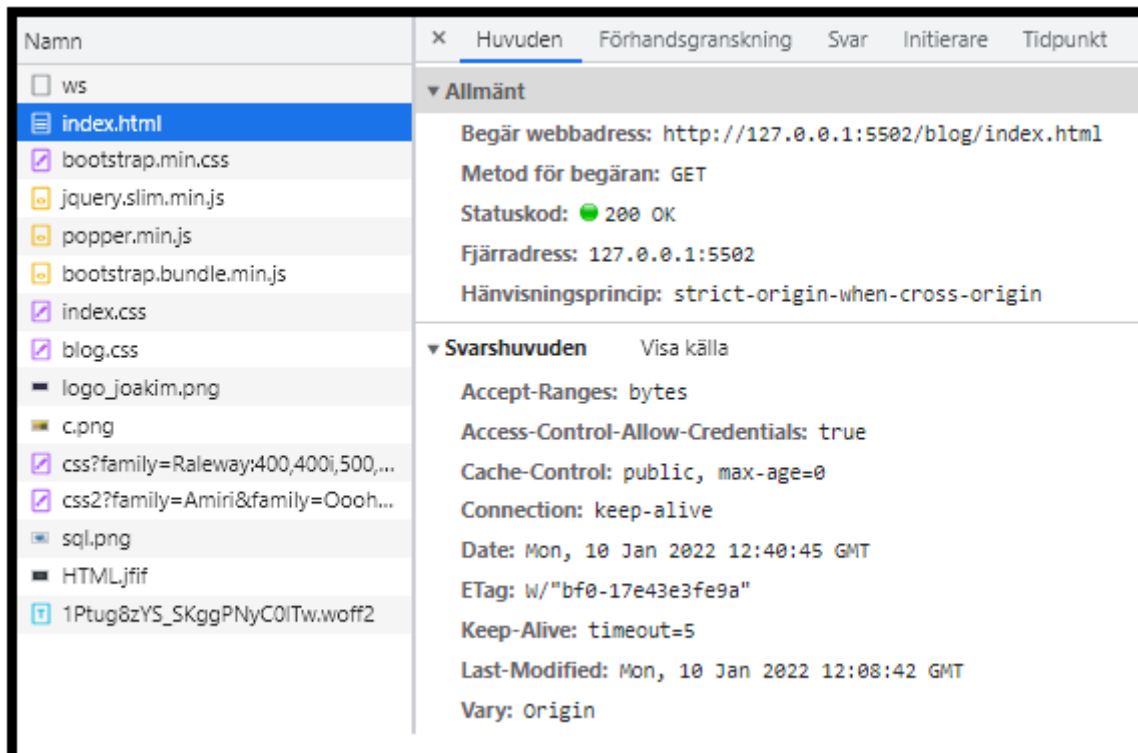 Namn
ws
index.html
bootstrap.min.css
jquery.slim.min.js
popper.min.js
bootstrap.bundle.min.js
index.css
blog.css
logo_joakim.png
c.png
css?family=Raleway:400,400i,500,...
css2?family=Amiri&family=Oooh...
sql.png
HTML.jfif
1Ptug8zYS_SKggPNyC0ITw.woff2
× Huvuden Förhandsgranskning Svar Initierare Tidpunkt
Allmänt
Begär webbadress: http://127.0.0.1:5502/blog/index.html
Metod för begäran: GET
Statuskod: 200 OK
Fjärradress: 127.0.0.1:5502
Hänvisningsprincip: strict-origin-when-cross-origin
Svarshuvuden Visa källa
Accept-Ranges: bytes
Access-Control-Allow-Credentials: true
Cache-Control: public, max-age=0
Connection: keep-alive
Date: Mon, 10 Jan 2022 12:40:45 GMT
ETag: W/"bf0-17e43e3fe9a"
Keep-Alive: timeout=5
Last-Modified: Mon, 10 Jan 2022 12:08:42 GMT
Vary: Origin